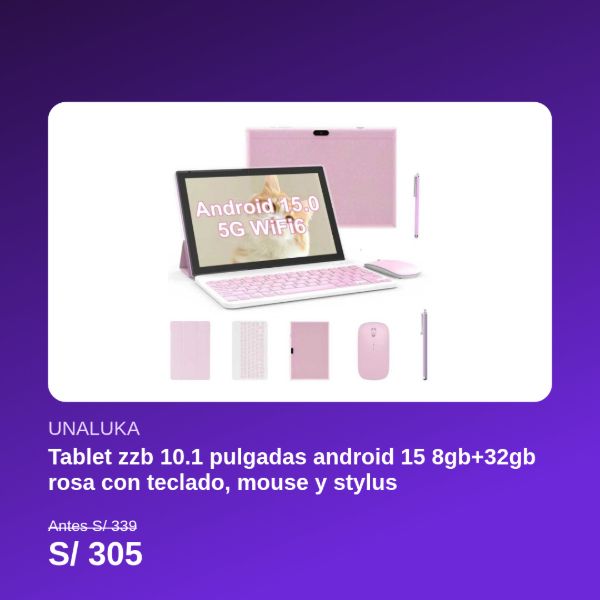 Android 15.0
5G WiFi6
UNALUKA
Tablet zzb 10.1 pulgadas android 15 8gb+32gb
rosa con teclado, mouse y stylus
Antes S/ 339
S/ 305